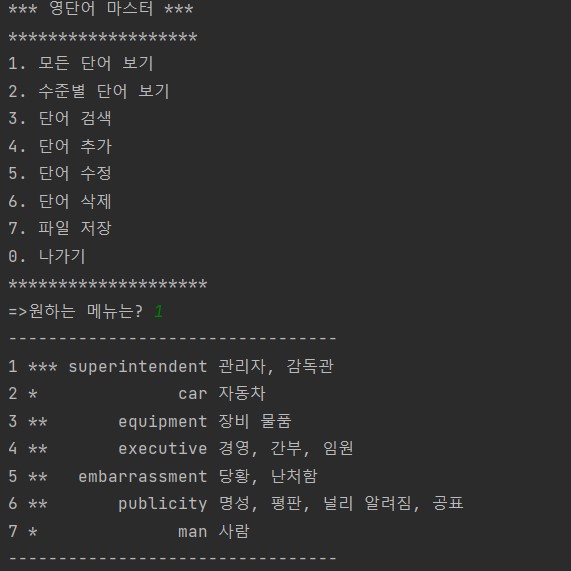 *** 영단어 마스터 ***
*******************
1. 모든 단어 보기
2. 수준별 단어 보기
3. 단어 검색
4. 단어 추가
5. 단어 수정
6. 단어 삭제
7. 파일 저장
0. 나가기
********************
=>원하는 메뉴는? 1
---------------------------------
1 *** superintendent 관리자, 감독관
2 *              car 자동차
3 **       equipment 장비 물품
4 **       executive 경영, 간부, 임원
5 **   embarrassment 당황, 난처함
6 **       publicity 명성, 평판, 널리 알려짐, 공표
7 *              man 사람
---------------------------------